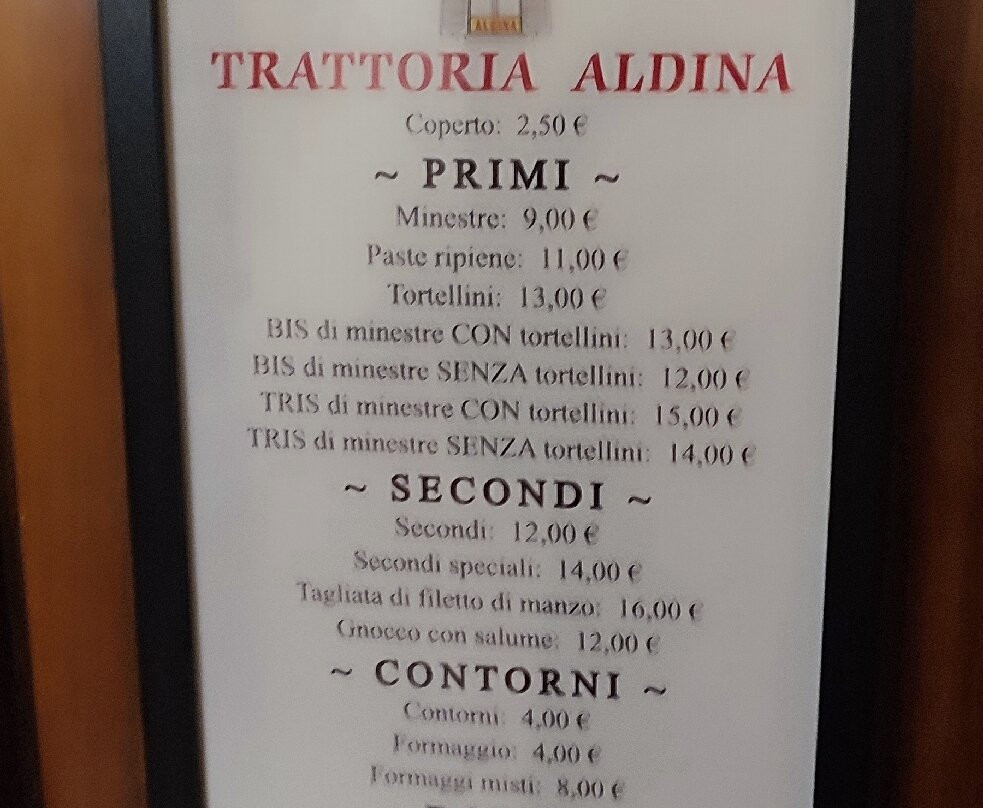 ALDINA
TRATTORIA ALDINA
Coperto: 2,50 €
~ PRIMI ~
Minestre: 9,00 €
Paste ripiene: 11,00 €
Tortellini: 13,00 €
BIS di minestre CON tortellini: 13,00 €
BIS di minestre SENZA tortellini: 12,00 €
TRIS di minestre CON tortellini: 15,00 €
TRIS di minestre SENZA tortellini: 14,00 €
~ SECONDI ~
Secondi: 12,00 €
Secondi speciali: 14,00 €
Tagliata di filetto di manzo: 16,00 €
Gnocco con salume: 12,00 €
~ CONTORNI ~
Contorni: 4,00 €
Formaggio: 4,00 €
Formaggi misti: 8,00 €